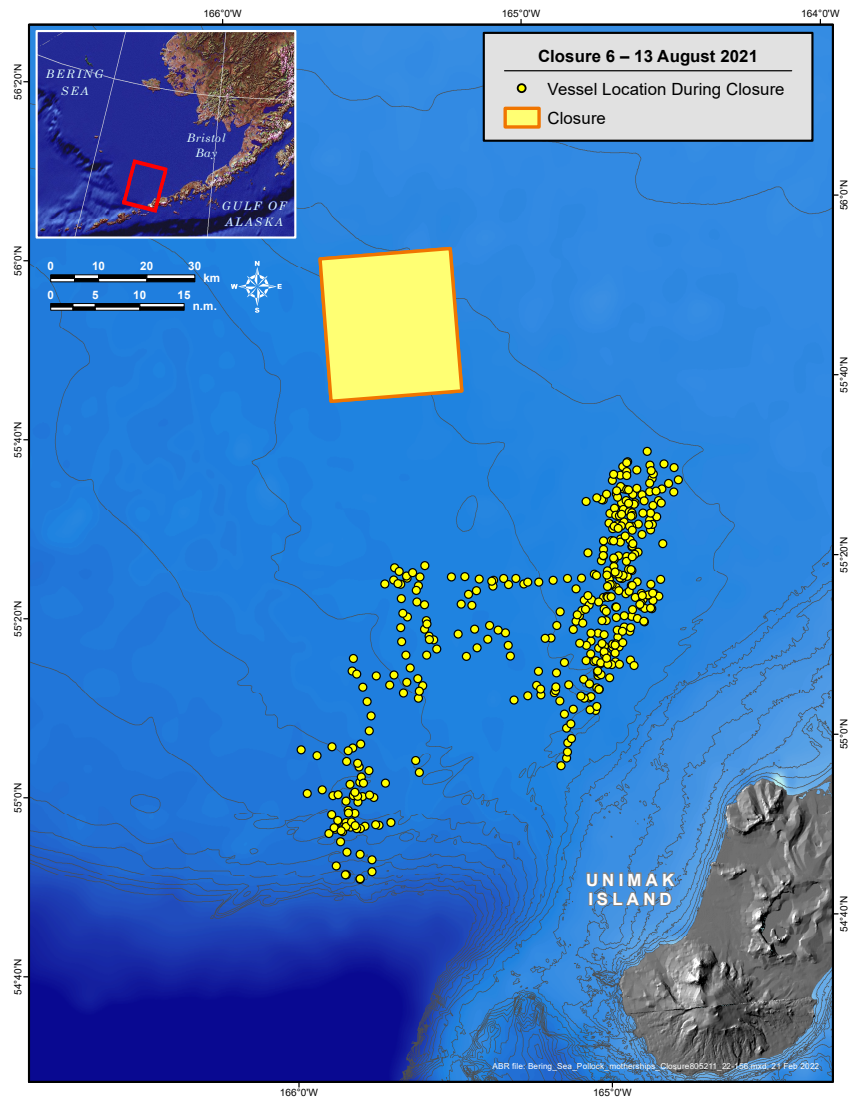 166°0'W 165°0'W 164°0'W
BERING
SEA
Bristol
Bay
GULF OF
ALASKA
Closure 6 – 13 August 2021
Vessel Location During Closure
Closure
56°20'N
56°0'N
56°0'N
0 10 20 30
km
0 5 10 15
n.m.
N
W E
S
55°40'N
55°40'N
55°20'N
55°20'N
55°0'N
55°0'N
UNIMAK
ISLAND
54°40'N
54°40'N
ABR file: Bering_Sea_Pollock_motherships_Closure805211_22-166.mxd; 21 Feb 2022
166°0'W 165°0'W